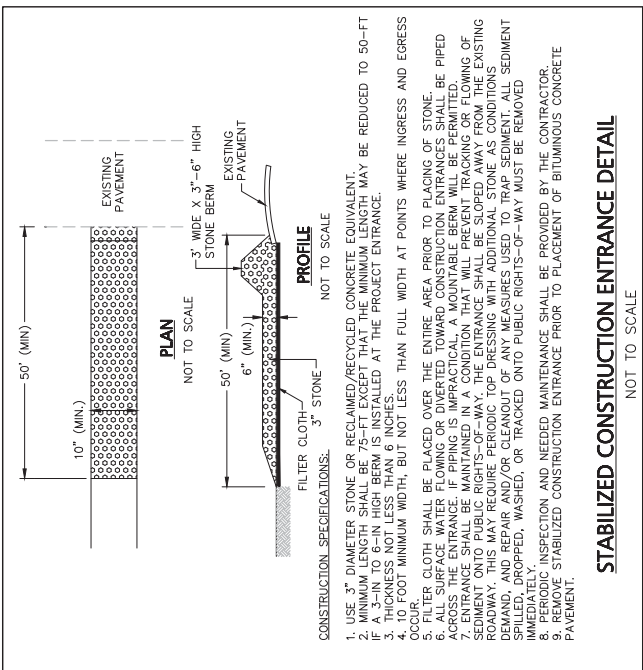 50' (MIN)
10" (MIN.)
EXISTING
PAVEMENT
PLAN
NOT TO SCALE
3' WIDE X 3"-6" HIGH
STONE BERM
50' (MIN)
6" (MIN.)
EXISTING
PAVEMENT
FILTER CLOTH
3" STONE
PROFILE
NOT TO SCALE
CONSTRUCTION SPECIFICATIONS:
1. USE 3" DIAMETER STONE OR RECLAIMED/RECYCLED CONCRETE EQUIVALENT.
2. MINIMUM LENGTH SHALL BE 75-FT EXCEPT THAT THE MINIMUM LENGTH MAY BE REDUCED TO 50-FT
IF A 3-IN TO 6-IN HIGH BERM IS INSTALLED AT THE PROJECT ENTRANCE.
3. THICKNESS NOT LESS THAN 6 INCHES.
4. 10 FOOT MINIMUM WIDTH, BUT NOT LESS THAN FULL WIDTH AT POINTS WHERE INGRESS AND EGRESS
OCCUR.
5. FILTER CLOTH SHALL BE PLACED OVER THE ENTIRE AREA PRIOR TO PLACING OF STONE.
6. ALL SURFACE WATER FLOWING OR DIVERTED TOWARD CONSTRUCTION ENTRANCES SHALL BE PIPED
ACROSS THE ENTRANCE. IF PIPING IS IMPRACTICAL, A MOUNTABLE BERM WILL BE PERMITTED.
7. ENTRANCE SHALL BE MAINTAINED IN A CONDITION THAT WILL PREVENT TRACKING OR FLOWING OF
SEDIMENT ONTO PUBLIC RIGHTS-OF-WAY. THE ENTRANCE SHALL BE SLOPED AWAY FROM THE EXISTING
ROADWAY. THIS MAY REQUIRE PERIODIC TOP DRESSING WITH ADDITIONAL STONE AS CONDITIONS
DEMAND, AND REPAIR AND/OR CLEANOUT OF ANY MEASURES USED TO TRAP SEDIMENT. ALL SEDIMENT
SPILLED, DROPPED, WASHED, OR TRACKED ONTO PUBLIC RIGHTS-OF-WAY MUST BE REMOVED
IMMEDIATELY.
8. PERIODIC INSPECTION AND NEEDED MAINTENANCE SHALL BE PROVIDED BY THE CONTRACTOR.
9. REMOVE STABILIZED CONSTRUCTION ENTRANCE PRIOR TO PLACEMENT OF BITUMINOUS CONCRETE
PAVEMENT.
STABILIZED CONSTRUCTION ENTRANCE DETAIL
NOT TO SCALE